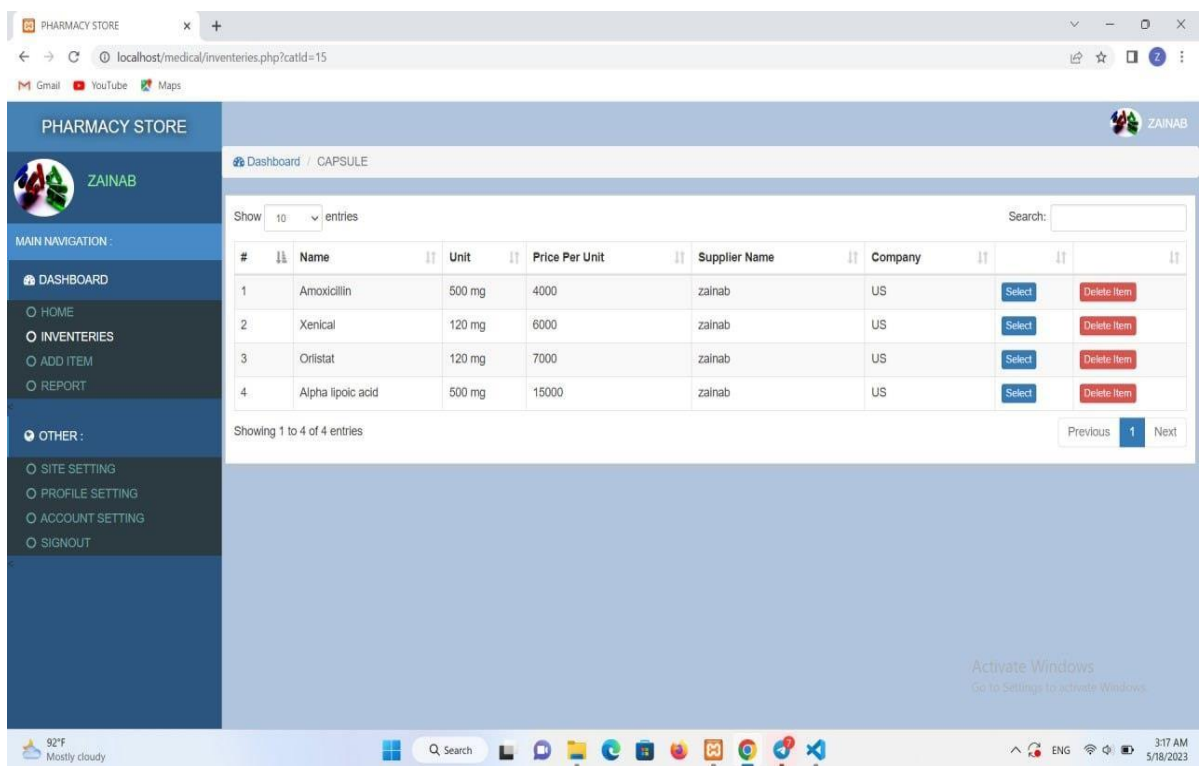 PHARMACY STORE
localhost/medical/inventeries.php?catId=15
Z
Gmail YouTube Maps
PHARMACY STORE
ZAINAB
ZAINAB
Dashboard / CAPSULE
MAIN NAVIGATION :
DASHBOARD
HOME
INVENTERIES
ADD ITEM
REPORT
OTHER :
SITE SETTING
PROFILE SETTING
ACCOUNT SETTING
SIGNOUT
Show 10 entries Search:
# Name Unit Price Per Unit Supplier Name Company
1 Amoxicillin 500 mg 4000 zainab US Select Delete Item
2 Xenical 120 mg 6000 zainab US Select Delete Item
3 Orlistat 120 mg 7000 zainab US Select Delete Item
4 Alpha lipoic acid 500 mg 15000 zainab US Select Delete Item
Showing 1 to 4 of 4 entries Previous 1 Next
Activate Windows
Go to Settings to activate Windows.
92°F
Mostly cloudy
Search
ENG
3:17 AM
5/18/2023